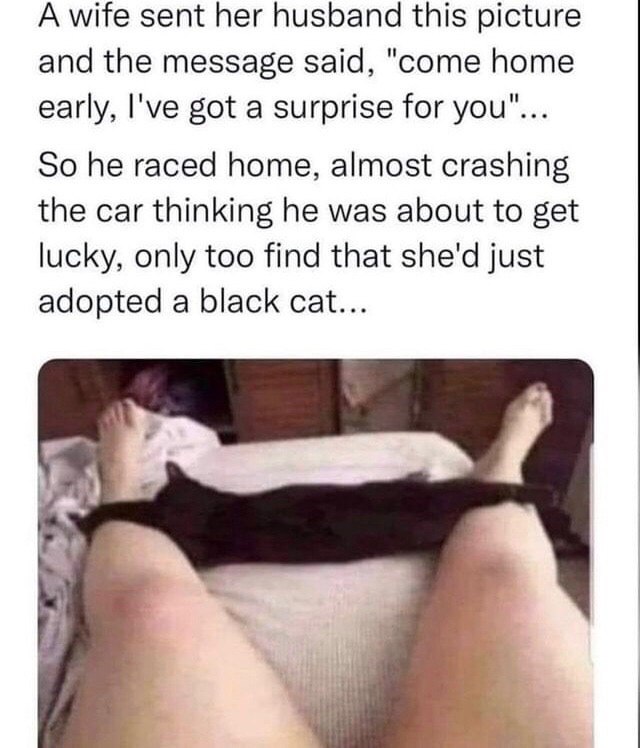 A wife sent her husband this picture
and the message said, "come home
early, I've got a surprise for you"...
So he raced home, almost crashing
the car thinking he was about to get
lucky, only too find that she'd just
adopted a black cat...